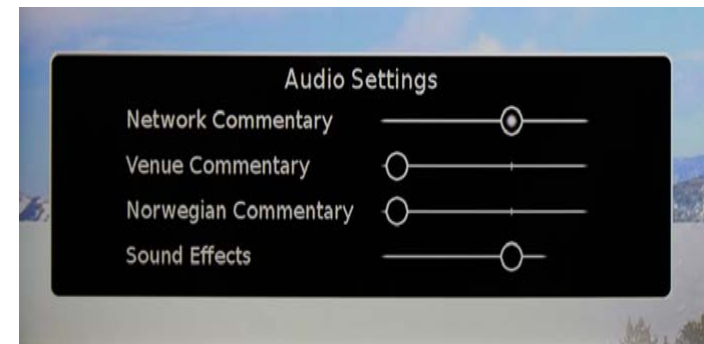 Audio Settings
Network Commentary
Venue Commentary
Norwegian Commentary
Sound Effects